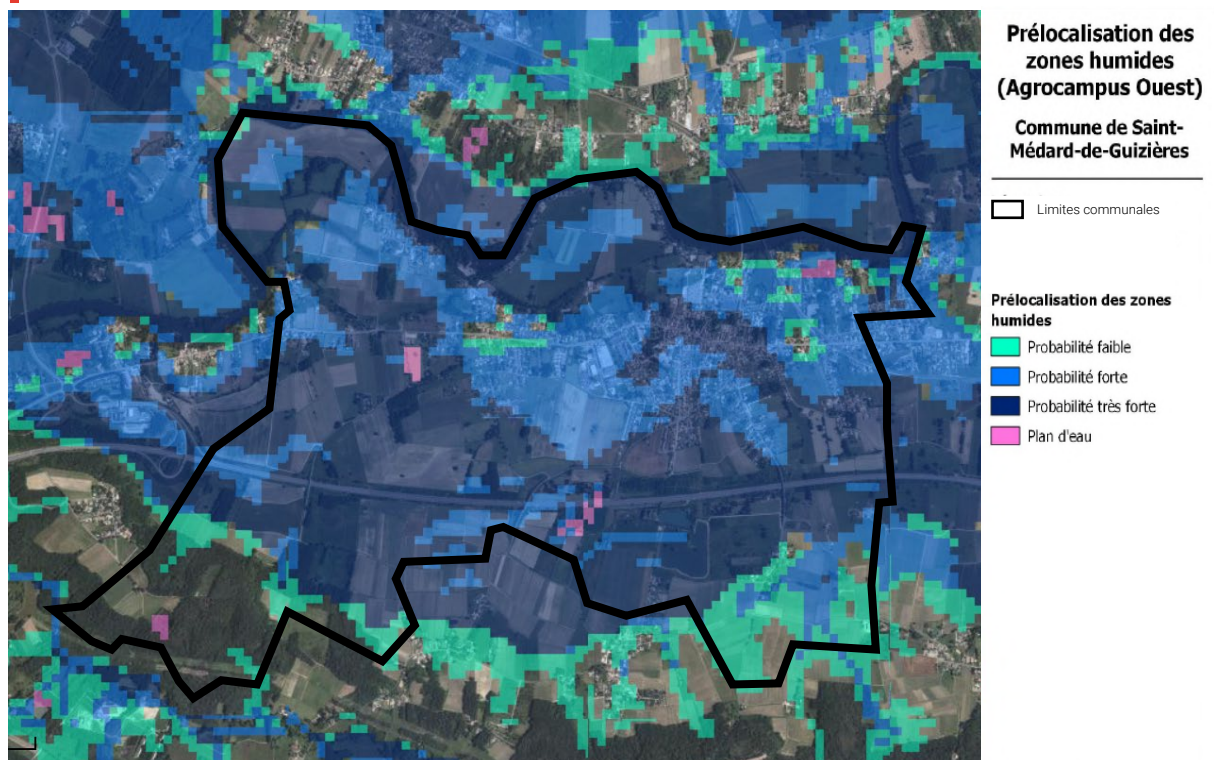 Prélocalisation des
zones humides
(Agrocampus Ouest)
Commune de Saint-
Médard-de-Guizières
Limites communales
Prélocalisation des zones
humides
Probabilité faible
Probabilité forte
Probabilité très forte
Plan d'eau